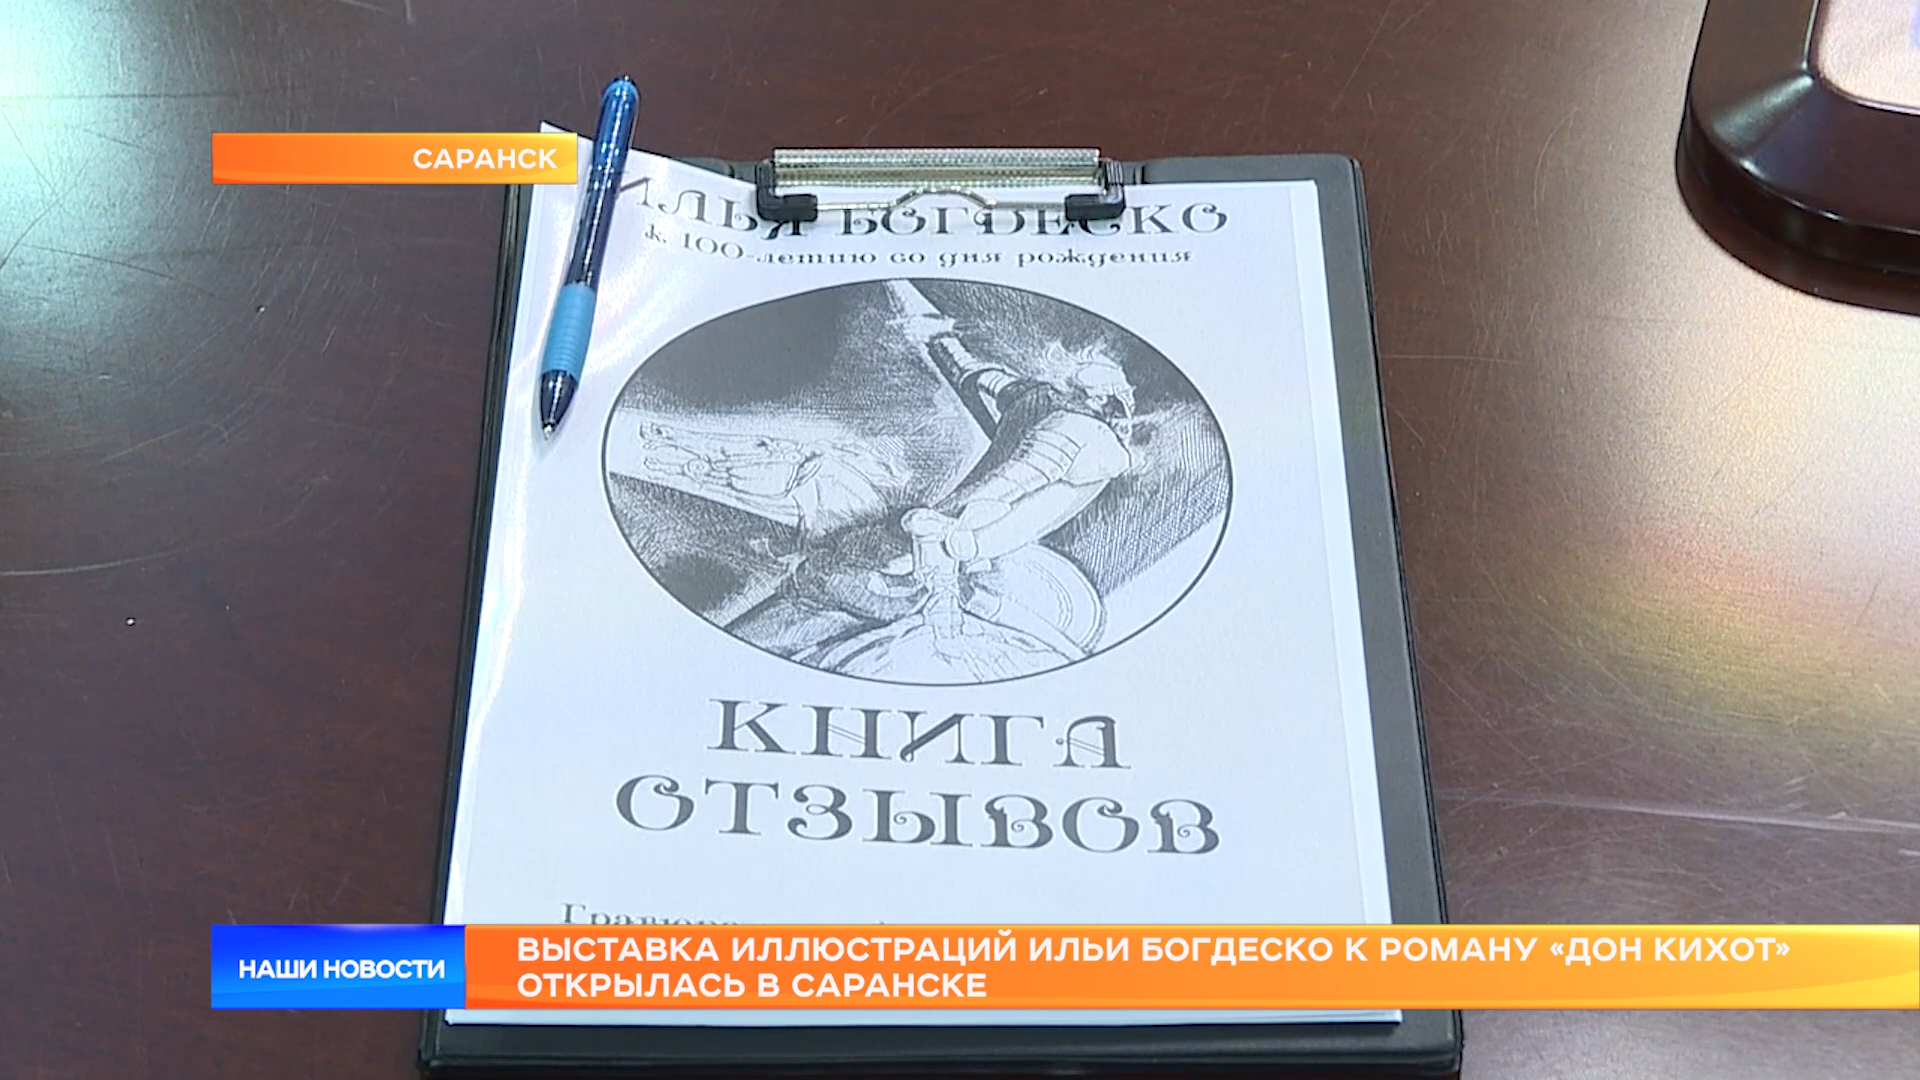 САРАНСК
ИЛЬЯ БОГДЕСКО
к 100-летию со дня рождения
КНИГА
ОТЗЫВОВ
НАШИ НОВОСТИ
ВЫСТАВКА ИЛЛЮСТРАЦИЙ ИЛЬИ БОГДЕСКО К РОМАНУ «ДОН КИХОТ»
ОТКРЫЛАСЬ В САРАНСКЕ